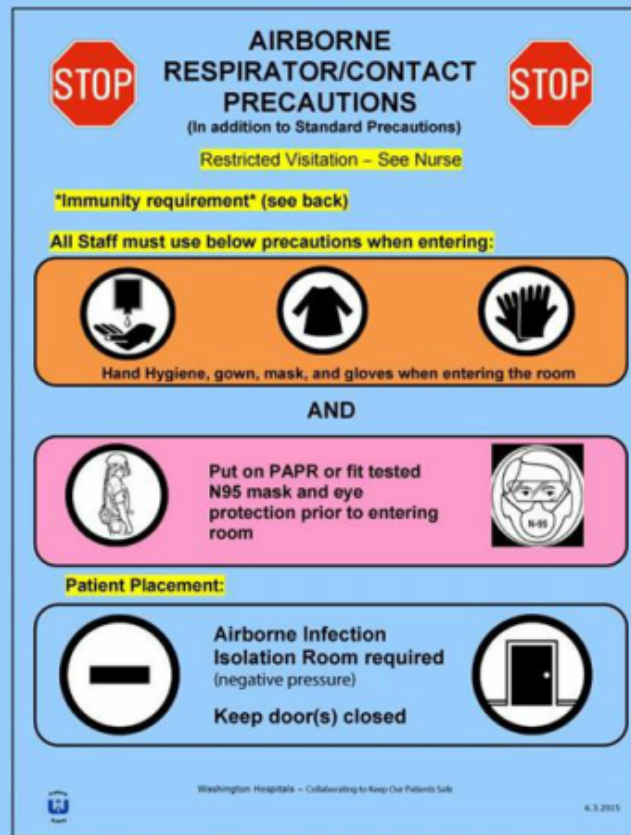 STOP
AIRBORNE
RESPIRATOR/CONTACT
PRECAUTIONS
(In addition to Standard Precautions)
STOP
Restricted Visitation – See Nurse
*Immunity requirement* (see back)
All Staff must use below precautions when entering:
Hand Hygiene, gown, mask, and gloves when entering the room
AND
Put on PAPR or fit tested
N95 mask and eye
protection prior to entering
room
N-95
Patient Placement:
Airborne Infection
Isolation Room required
(negative pressure)
Keep door(s) closed
Washington Hospitals – Collaborating to Keep Our Patients Safe
6.3.2015